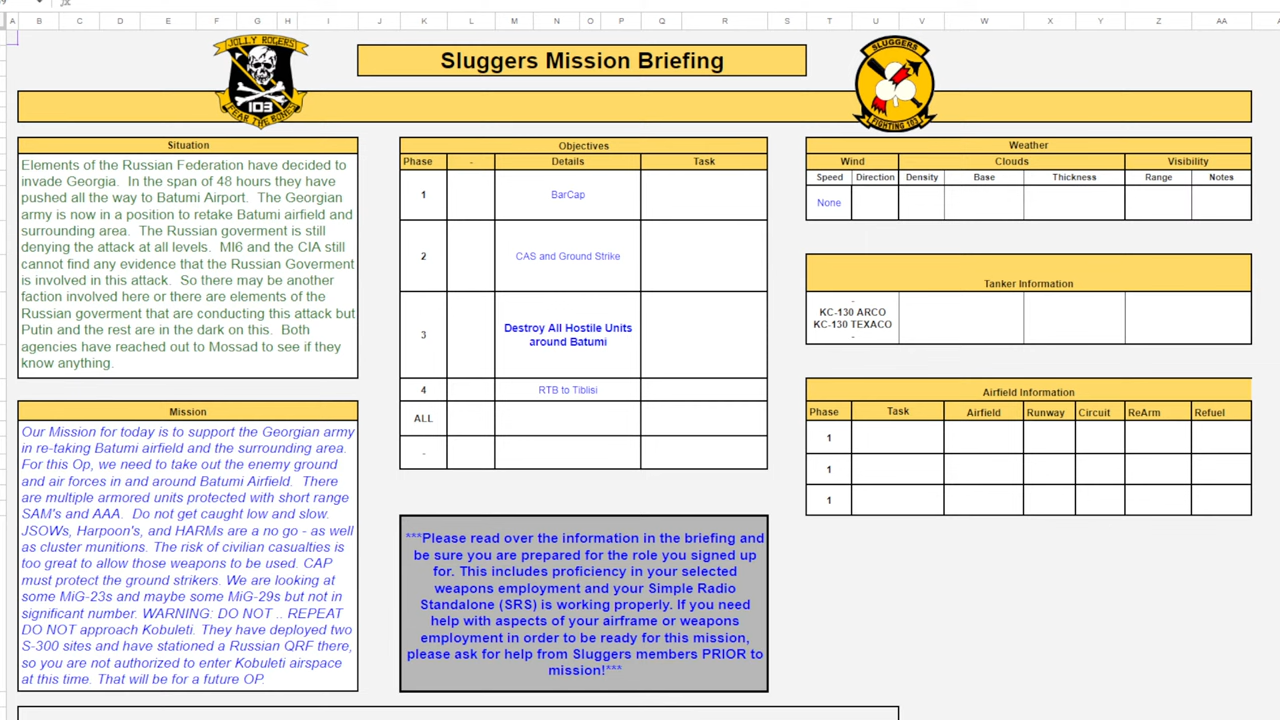 A B C D E F G H I J K L M N O P Q R S T U V W X Y Z AA
JOLLY ROGERS
103
FEAR THE BONES
Sluggers Mission Briefing
SLUGGERS
FIGHTING 103
Situation
Elements of the Russian Federation have decided to
invade Georgia. In the span of 48 hours they have
pushed all the way to Batumi Airport. The Georgian
army is now in a position to retake Batumi airfield and
surrounding area. The Russian goverment is still
denying the attack at all levels. MI6 and the CIA still
cannot find any evidence that the Russian Goverment
is involved in this attack. So there may be another
faction involved here or there are elements of the
Russian goverment that are conducting this attack but
Putin and the rest are in the dark on this. Both
agencies have reached out to Mossad to see if they
know anything.
Mission
Our Mission for today is to support the Georgian army
in re-taking Batumi airfield and the surrounding area.
For this Op, we need to take out the enemy ground
and air forces in and around Batumi Airfield. There
are multiple armored units protected with short range
SAM's and AAA. Do not get caught low and slow.
JSOWs, Harpoon's, and HARMs are a no go - as well
as cluster munitions. The risk of civilian casualties is
too great to allow those weapons to be used. CAP
must protect the ground strikers. We are looking at
some MiG-23s and maybe some MiG-29s but not in
significant number. WARNING: DO NOT .. REPEAT
DO NOT approach Kobuleti. They have deployed two
S-300 sites and have stationed a Russian QRF there,
so you are not authorized to enter Kobuleti airspace
at this time. That will be for a future OP.
Objectives
Phase - Details Task
1 BarCap
2 CAS and Ground Strike
3 Destroy All Hostile Units
around Batumi
4 RTB to Tiblisi
ALL
-
***Please read over the information in the briefing and
be sure you are prepared for the role you signed up
for. This includes proficiency in your selected
weapons employment and your Simple Radio
Standalone (SRS) is working properly. If you need
help with aspects of your airframe or weapons
employment in order to be ready for this mission,
please ask for help from Sluggers members PRIOR to
mission!***
Weather
Wind Clouds Visibility
Speed Direction Density Base Thickness Range Notes
None
Tanker Information
-
KC-130 ARCO
KC-130 TEXACO
-
Airfield Information
Phase Task Airfield Runway Circuit ReArm Refuel
1
1
1